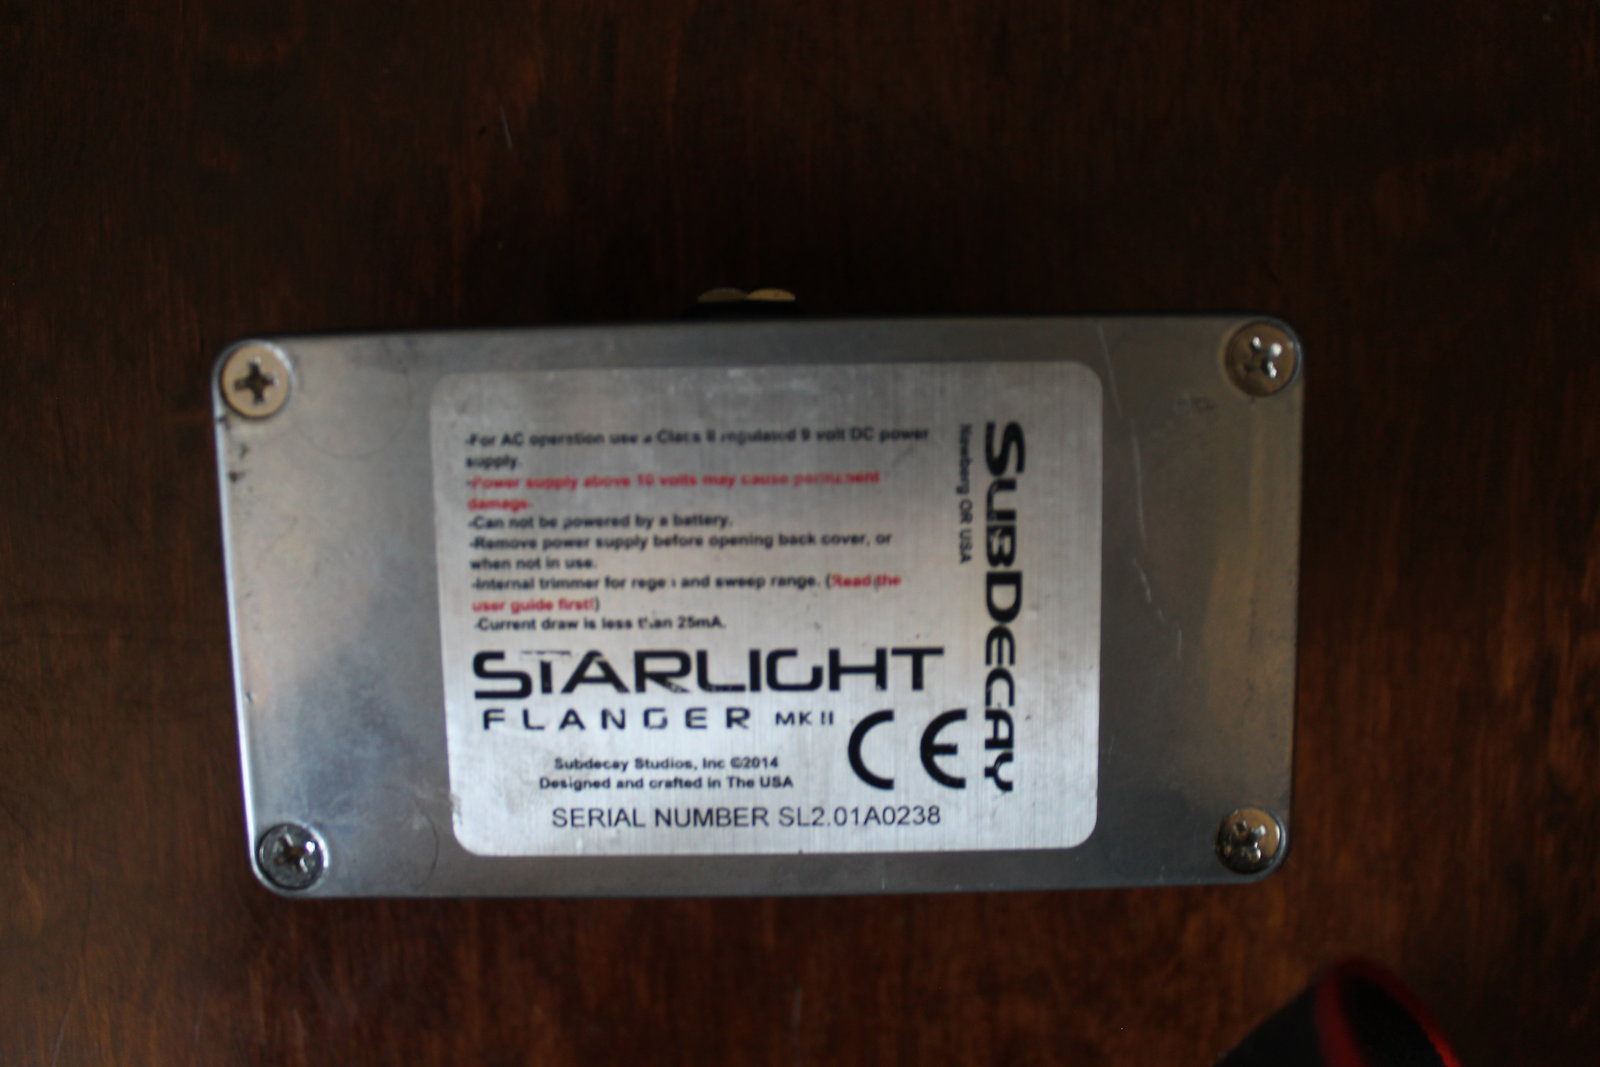 -For AC operation use a Class II regulated 9 volt DC power
supply.
-Power supply above 10 volts may cause permanent
damage.
-Can not be powered by a battery.
-Remove power supply before opening back cover, or
when not in use.
-Internal trimmer for rege and sweep range. (Read the
user guide first!)
-Current draw is less than 25mA.
STARLIGHT
FLANGER MK II
CE
Subdecay Studios, Inc ©2014
Designed and crafted in The USA
SERIAL NUMBER SL2.01A0238
SUBDECAY
Newberg OR USA